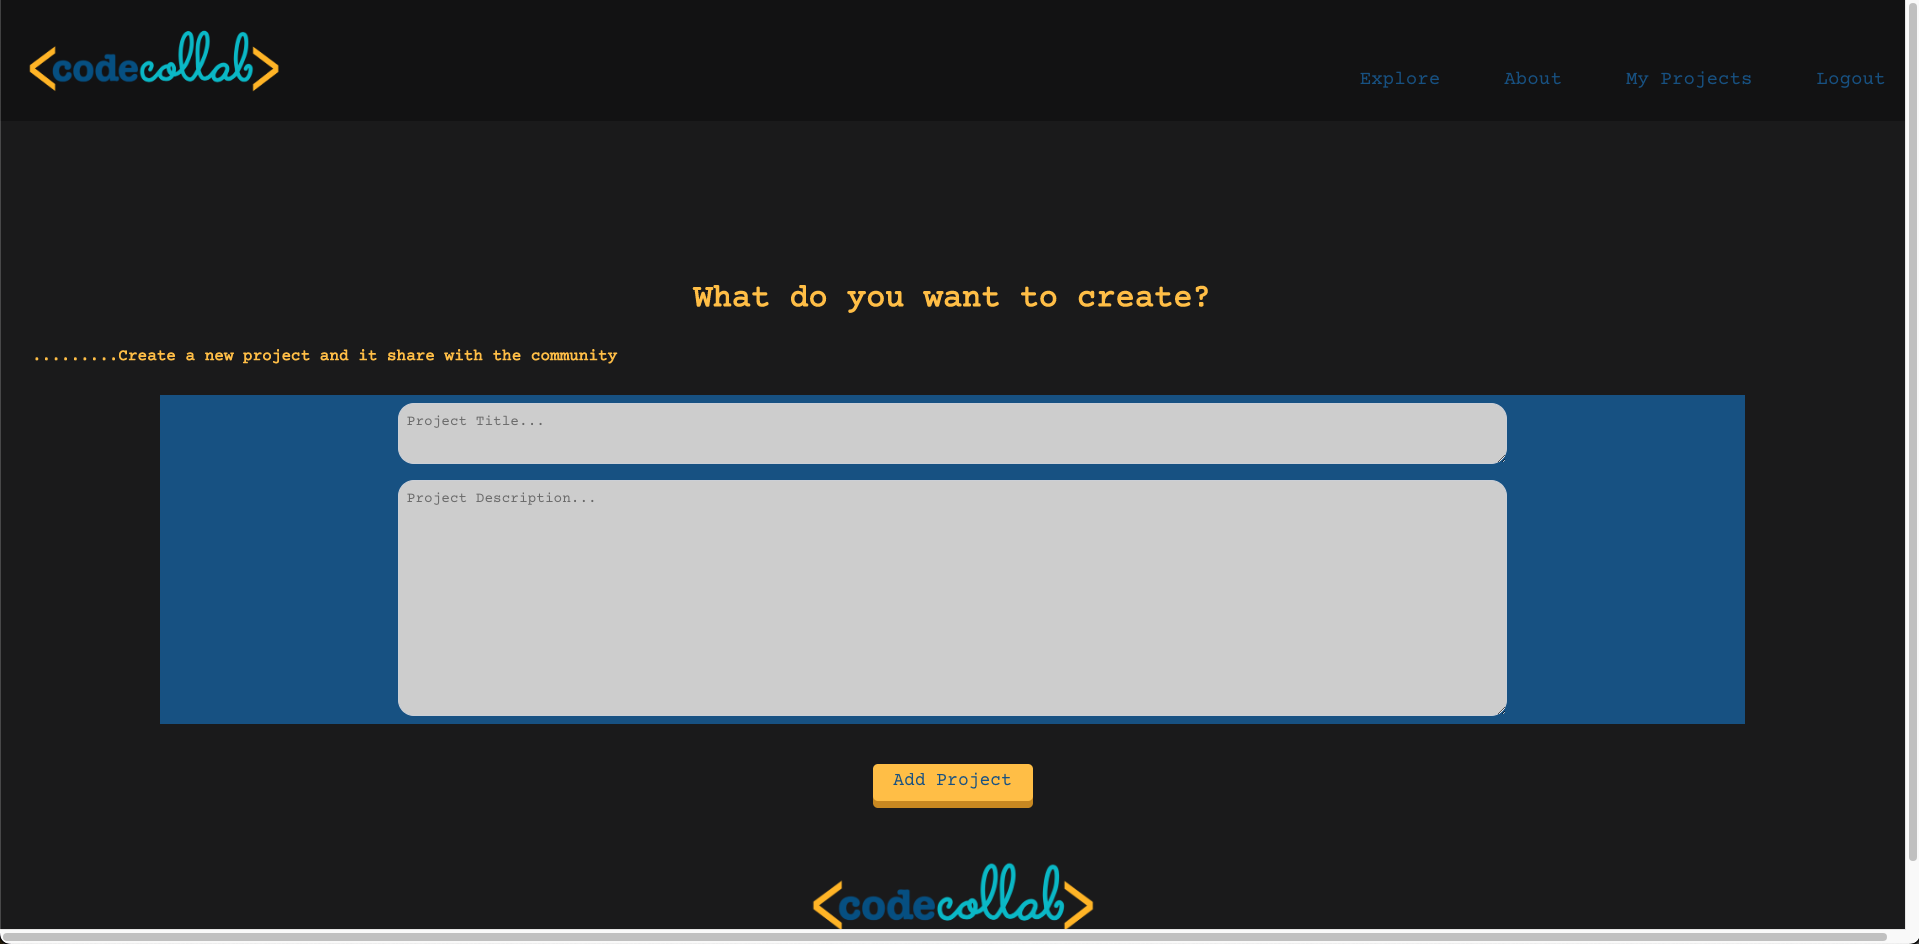 <codecollab>
Explore About My Projects Logout
What do you want to create?
.........Create a new project and it share with the community
Project Title...
Project Description...
Add Project
<codecollab>